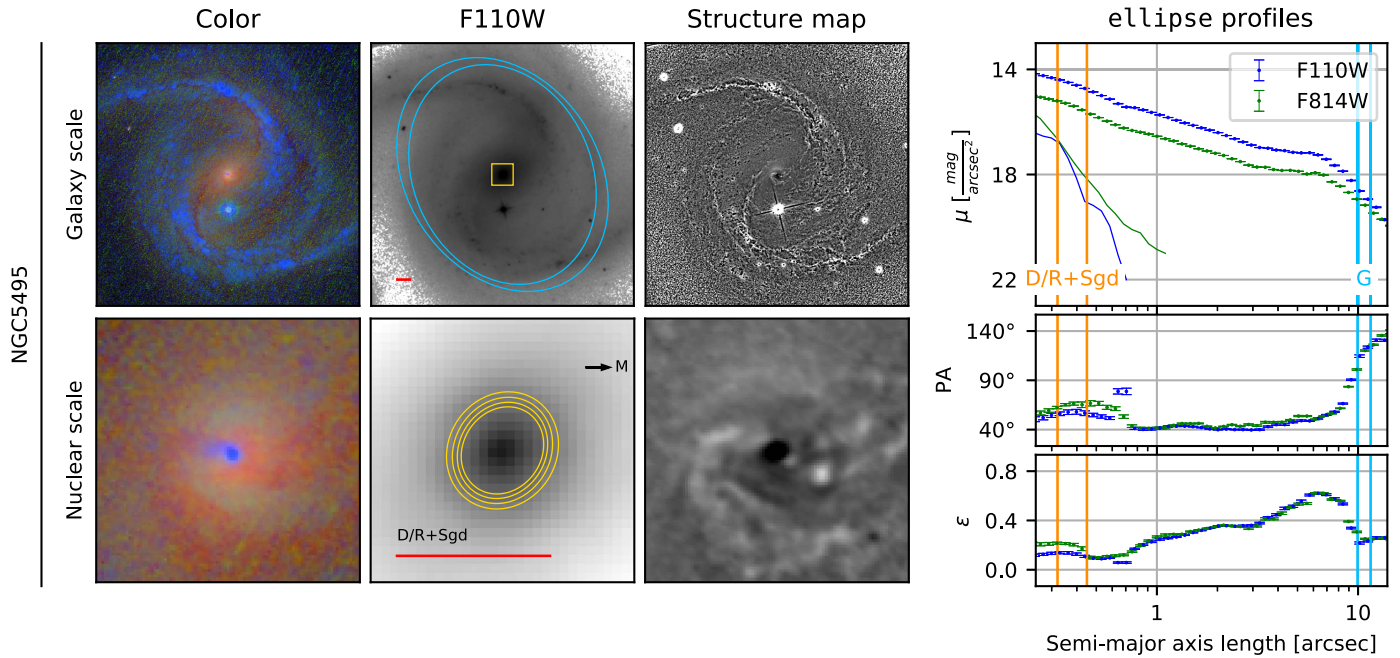 Color
F110W
Structure map
ellipse profiles
NGC5495
Galaxy scale
Nuclear scale
M
D/R+Sgd
F110W
F814W
14
18
22
μ [mag/arcsec²]
D/R+Sgd
G
140°
90°
40°
PA
0.8
0.4
0.0
ε
1
10
Semi-major axis length [arcsec]